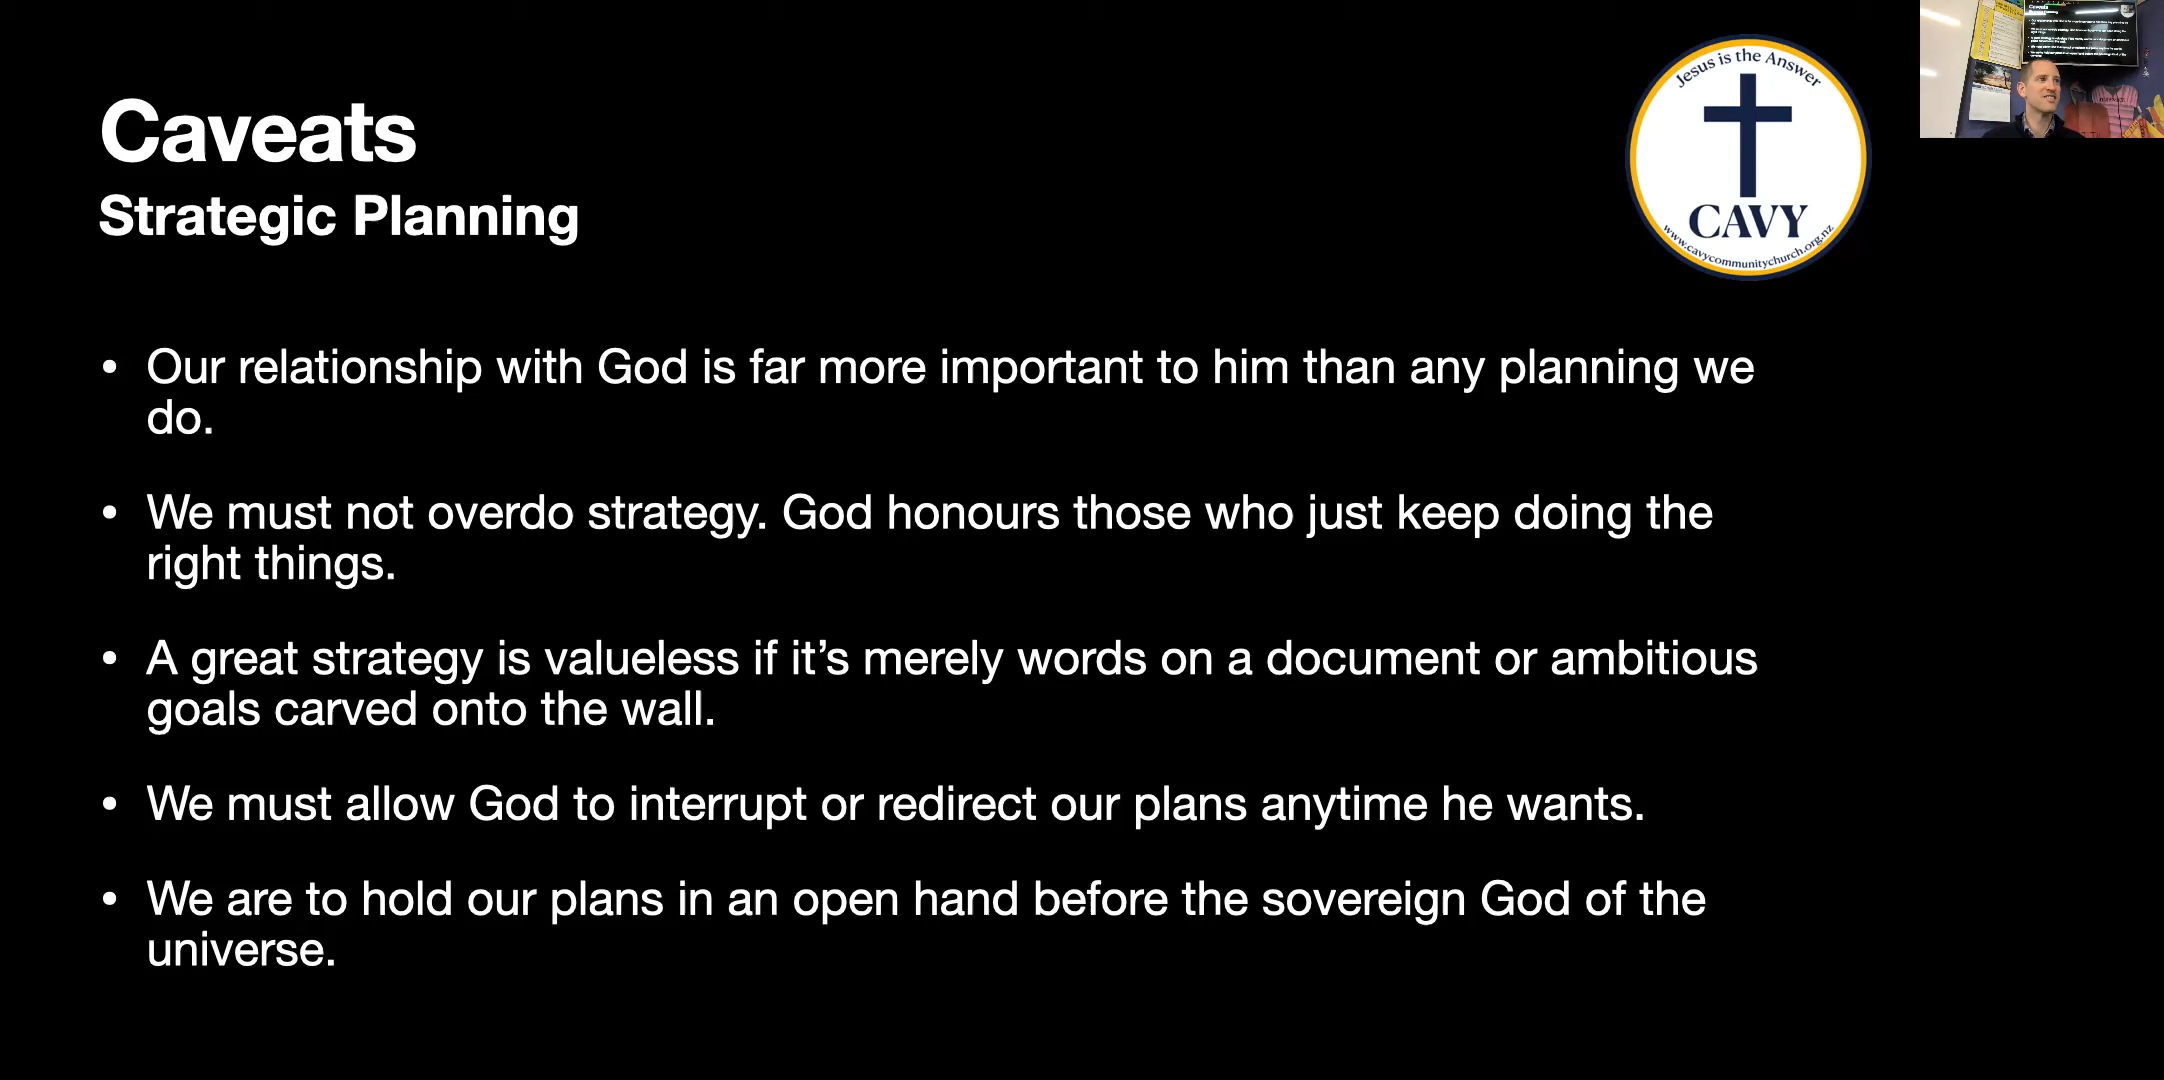 Caveats
Strategic Planning
Jesus is the Answer
CAVY
www.cavycommunitychurch.org.nz
• Our relationship with God is far more important to him than any planning we
do.
• We must not overdo strategy. God honours those who just keep doing the
right things.
• A great strategy is valueless if it’s merely words on a document or ambitious
goals carved onto the wall.
• We must allow God to interrupt or redirect our plans anytime he wants.
• We are to hold our plans in an open hand before the sovereign God of the
universe.